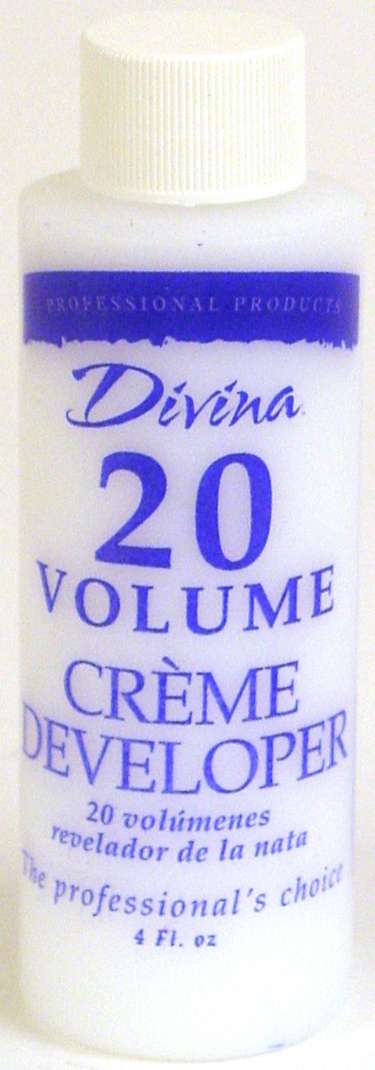 PROFESSIONAL PRODUCTS
Divina
20
VOLUME
CRÈME
DEVELOPER
20 volúmenes
revelador de la nata
The professional's choice
4 Fl. oz